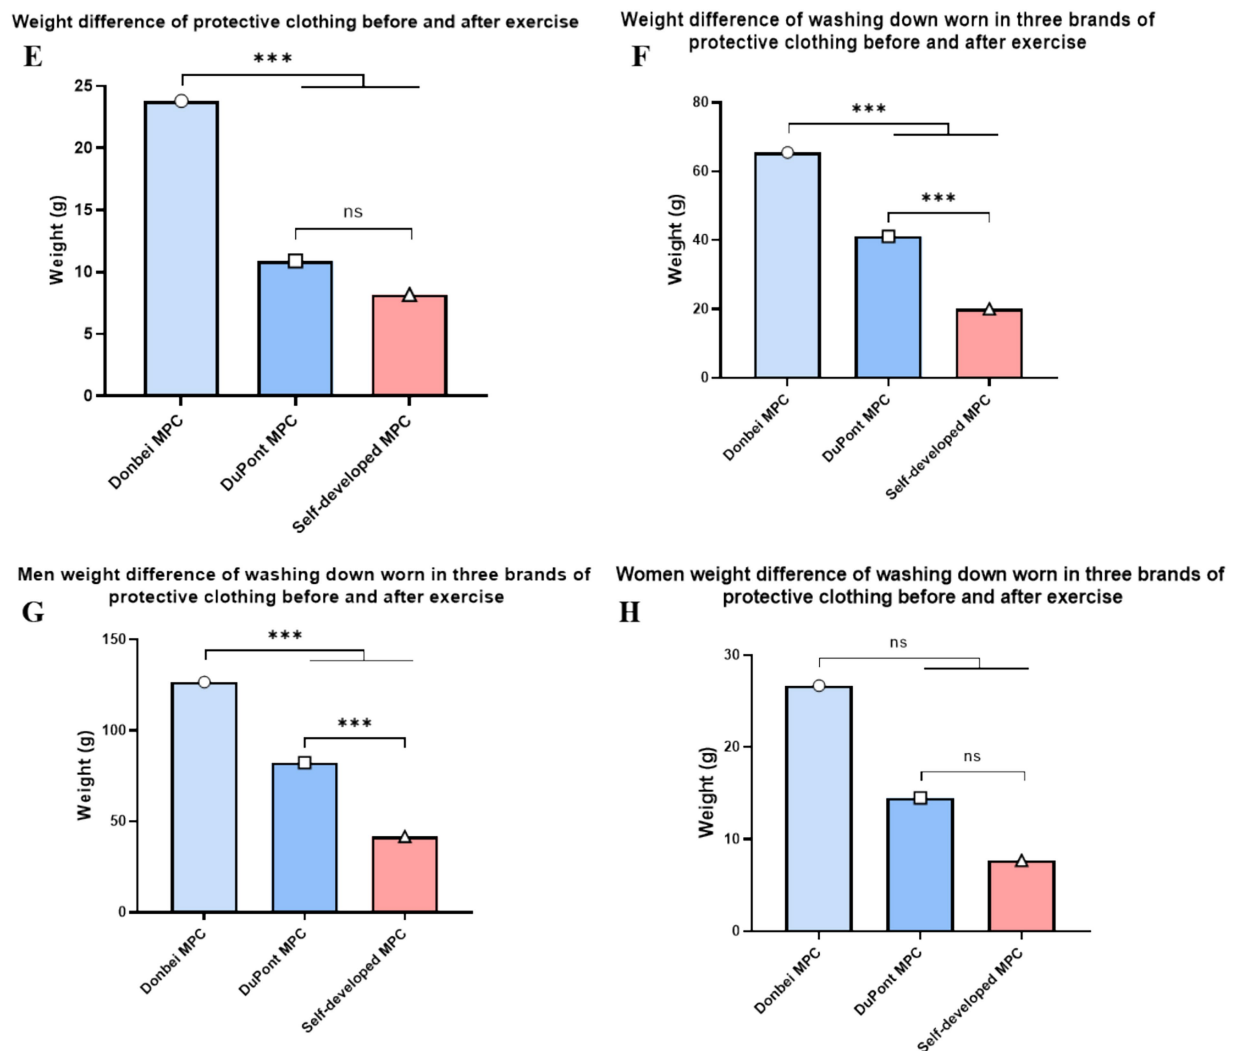 Weight difference of protective clothing before and after exercise
E
***
25
20
15
10
5
0
Weight (g)
ns
Donbei MPC
DuPont MPC
Self-developed MPC
Weight difference of washing down worn in three brands of
protective clothing before and after exercise
F
***
***
80
60
40
20
0
Weight (g)
Donbei MPC
DuPont MPC
Self-developed MPC
Men weight difference of washing down worn in three brands of
protective clothing before and after exercise
G
***
***
150
100
50
0
Weight (g)
Donbei MPC
DuPont MPC
Self-developed MPC
Women weight difference of washing down worn in three brands of
protective clothing before and after exercise
H
ns
ns
30
20
10
0
Weight (g)
Donbei MPC
DuPont MPC
Self-developed MPC